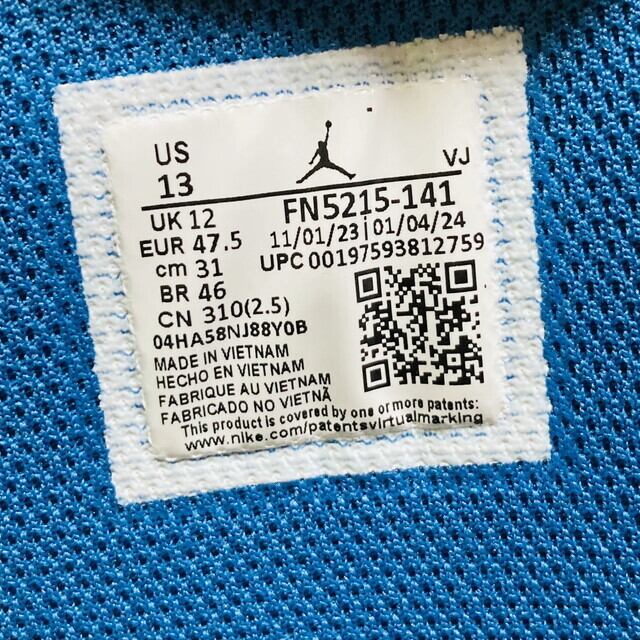 US
13
VJ
UK 12
FN5215-141
EUR 47.5
11/01/23 | 01/04/24
cm 31
UPC 00197593812759
BR 46
CN 310(2.5)
04HA58NJ88Y0B
MADE IN VIETNAM
HECHO EN VIETNAM
FABRIQUE AU VIETNAM
FABRICADO NO VIETNÃ
This product is covered by one or more patents:
www.nike.com/patentsvirtualmarking